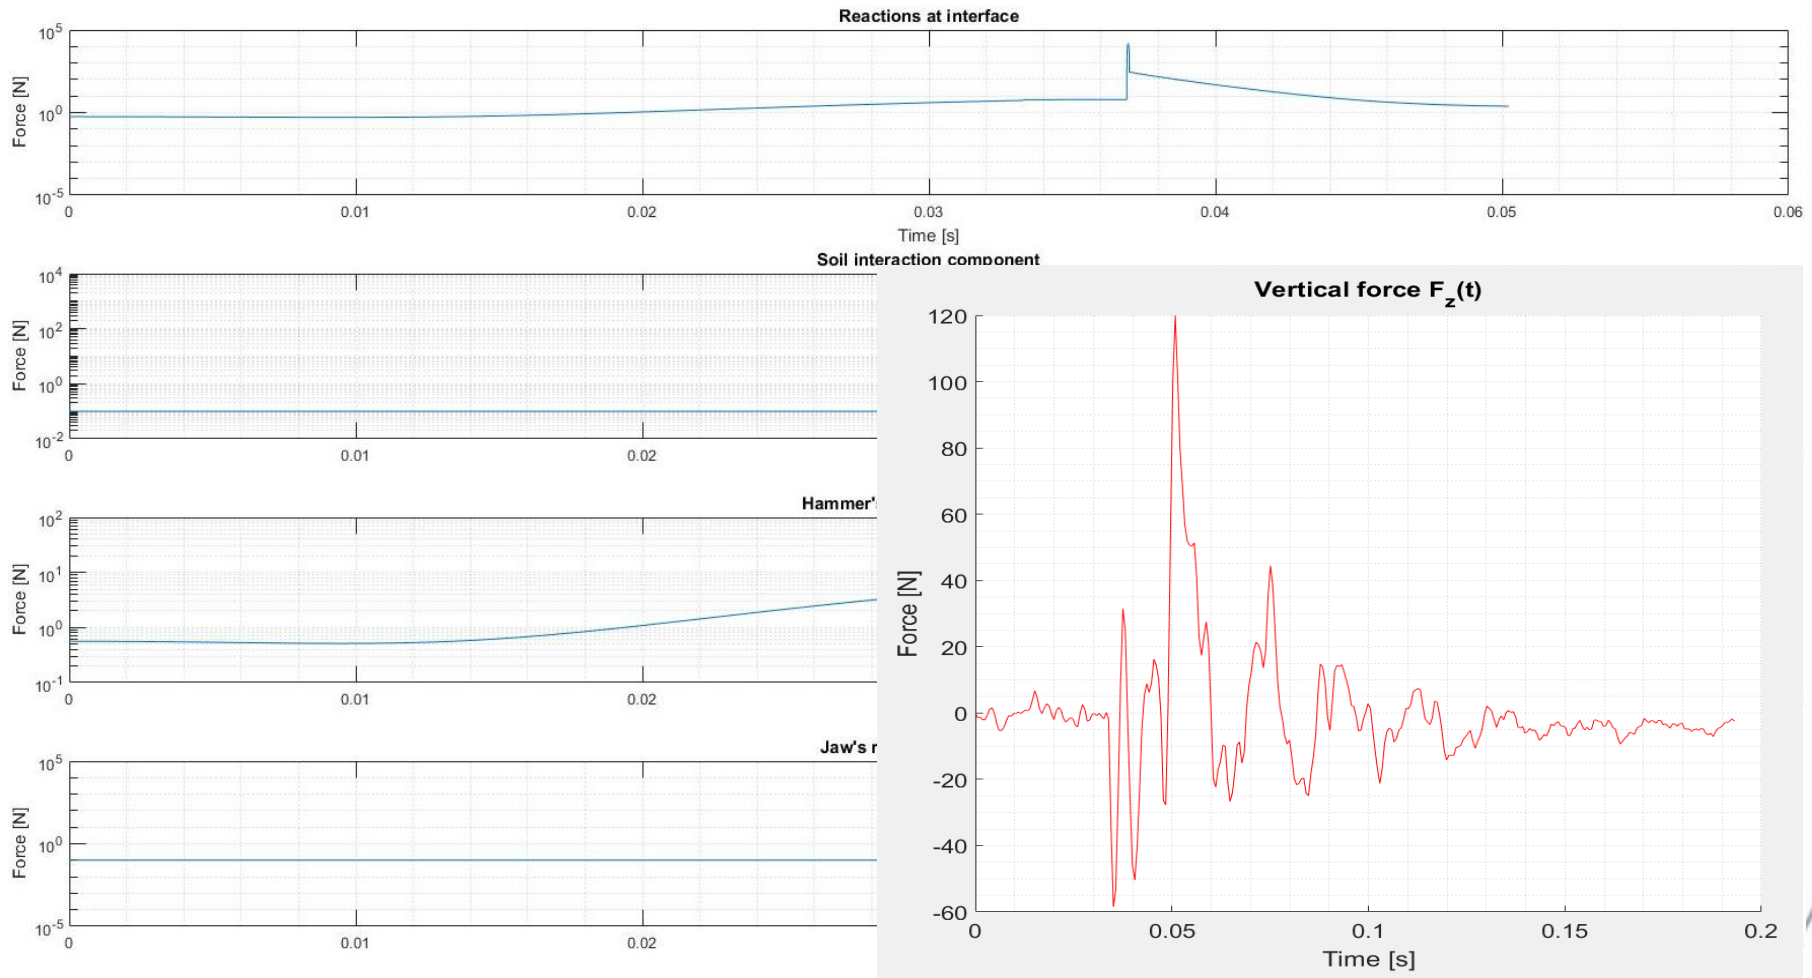 Reactions at interface
Force [N]
10^5
10^0
10^-5
0 0.01 0.02 0.03 0.04 0.05 0.06
Time [s]
Soil interaction component
Force [N]
10^4
10^2
10^0
10^-2
0 0.01 0.02
Hammer's
Force [N]
10^2
10^1
10^0
10^-1
0 0.01 0.02
Jaw's r
Force [N]
10^5
10^0
10^-5
0 0.01 0.02
Vertical force F_z(t)
Force [N]
120
100
80
60
40
20
0
-20
-40
-60
0 0.05 0.1 0.15 0.2
Time [s]